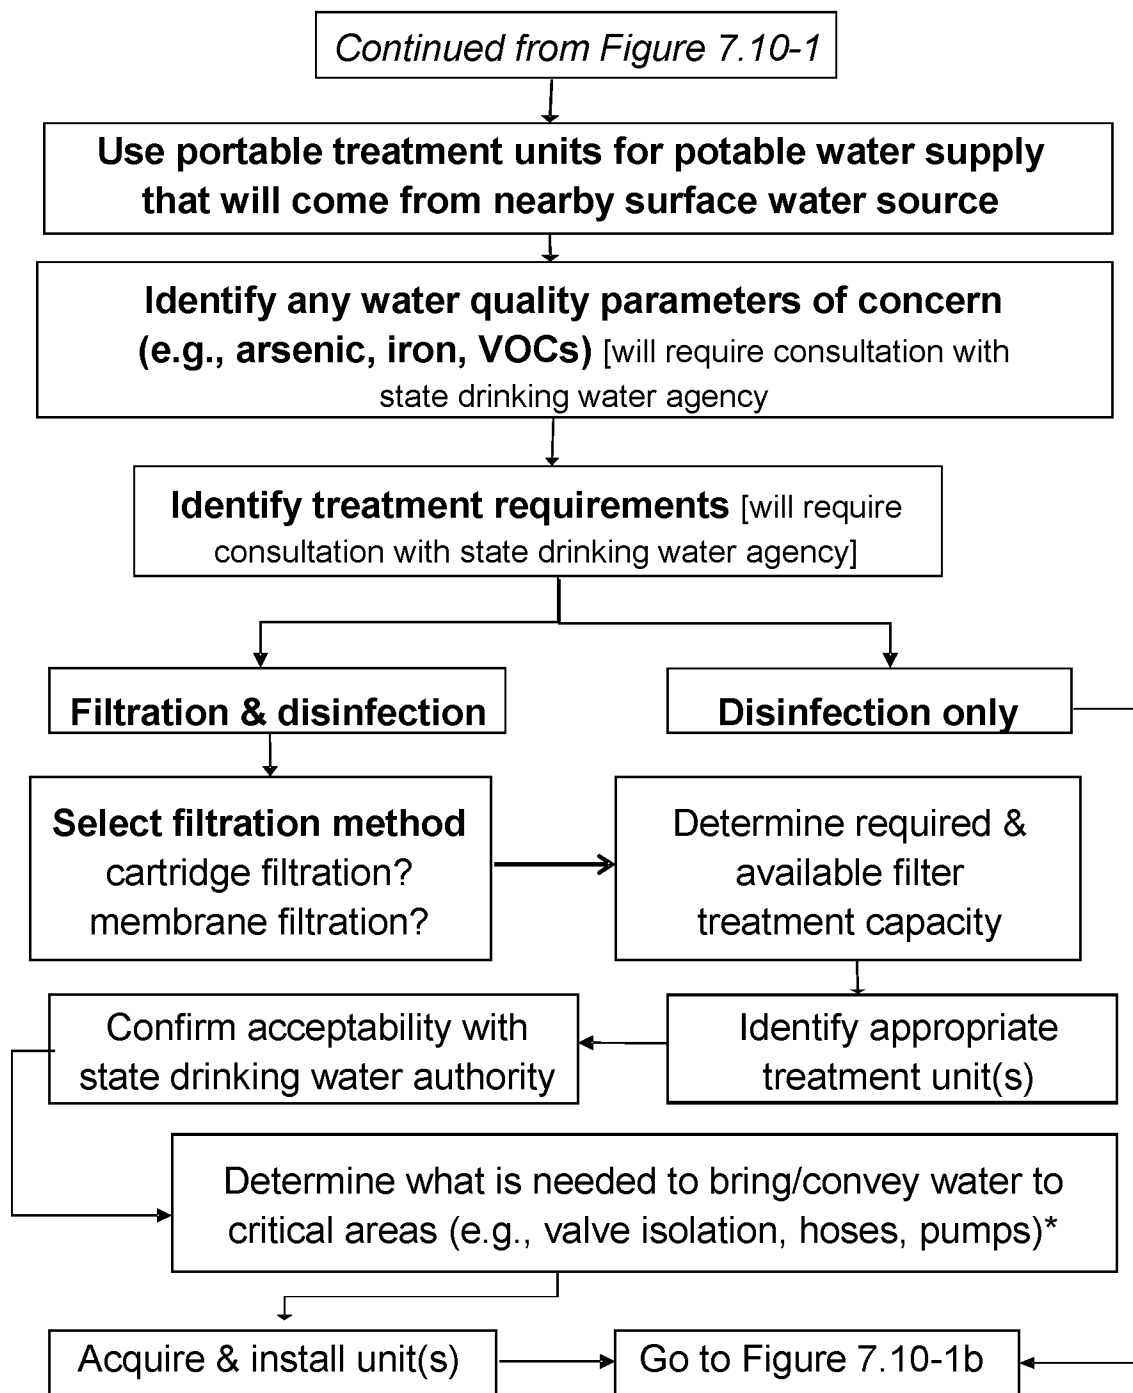 Continued from Figure 7.10-1
Use portable treatment units for potable water supply
that will come from nearby surface water source
Identify any water quality parameters of concern
(e.g., arsenic, iron, VOCs) [will require consultation with
state drinking water agency
Identify treatment requirements [will require
consultation with state drinking water agency]
Filtration & disinfection
Disinfection only
Select filtration method
cartridge filtration?
membrane filtration?
Determine required &
available filter
treatment capacity
Identify appropriate
treatment unit(s)
Confirm acceptability with
state drinking water authority
Determine what is needed to bring/convey water to
critical areas (e.g., valve isolation, hoses, pumps)*
Acquire & install unit(s)
Go to Figure 7.10-1b